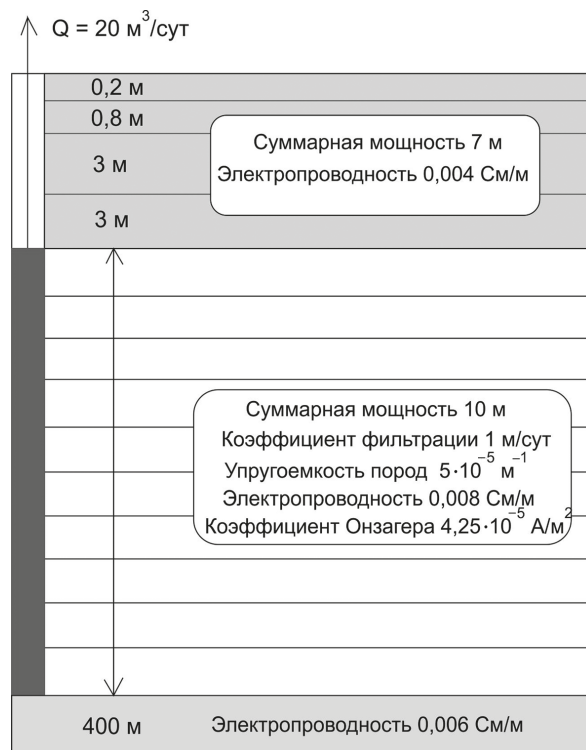 Q = 20 м³/сут
0,2 м
0,8 м
3 м
3 м
Суммарная мощность 7 м
Электропроводность 0,004 См/м
Суммарная мощность 10 м
Коэффициент фильтрации 1 м/сут
Упругоемкость пород 5·10⁻⁵ м⁻¹
Электропроводность 0,008 См/м
Коэффициент Онзагера 4,25·10⁻⁵ А/м²
400 м Электропроводность 0,006 См/м